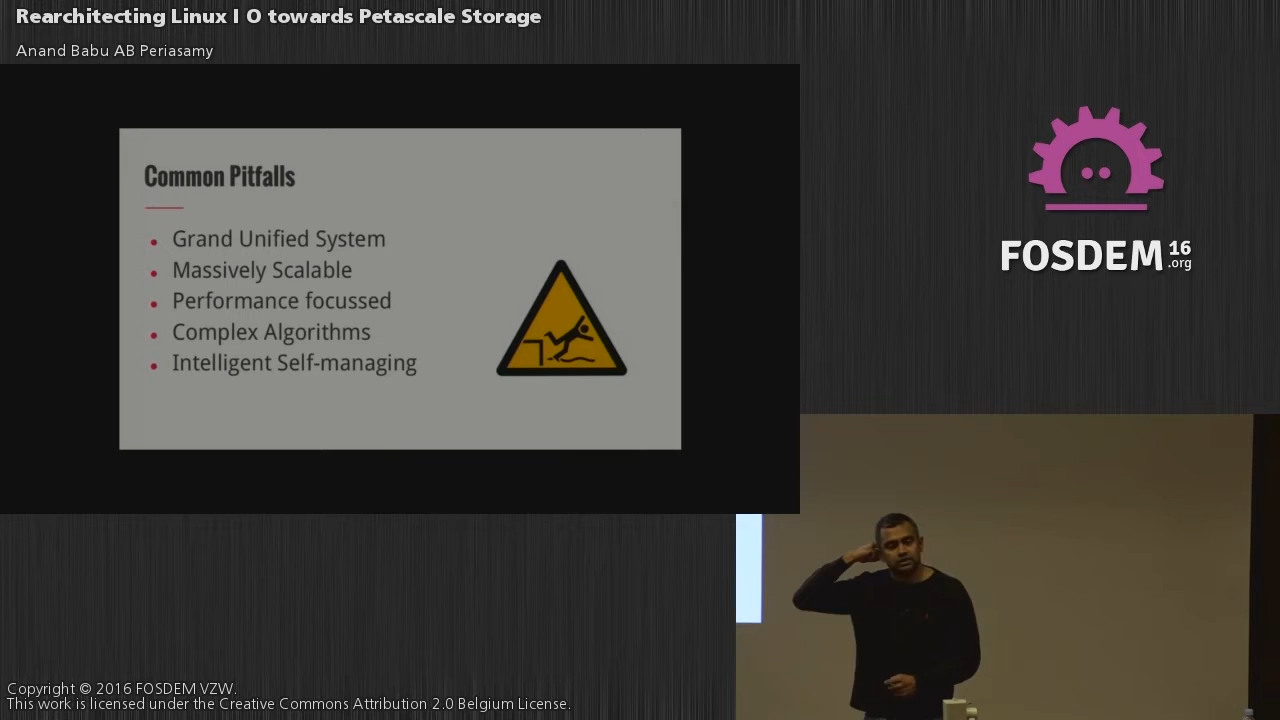 Rearchitecting Linux I O towards Petascale Storage
Anand Babu AB Periasamy
Common Pitfalls
Grand Unified System
Massively Scalable
Performance focussed
Complex Algorithms
Intelligent Self-managing
FOSDEM 16
.org
Copyright © 2016 FOSDEM VZW.
This work is licensed under the Creative Commons Attribution 2.0 Belgium License.